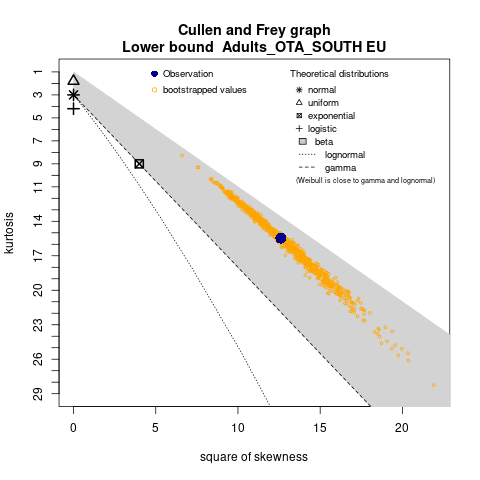 Cullen and Frey graph
Lower bound  Adults_OTA_SOUTH EU
Observation
bootstrapped values
Theoretical distributions
normal
uniform
exponential
logistic
beta
lognormal
gamma
(Weibull is close to gamma and lognormal)
kurtosis
1
3
5
7
9
11
14
17
20
23
26
29
0
5
10
15
20
square of skewness